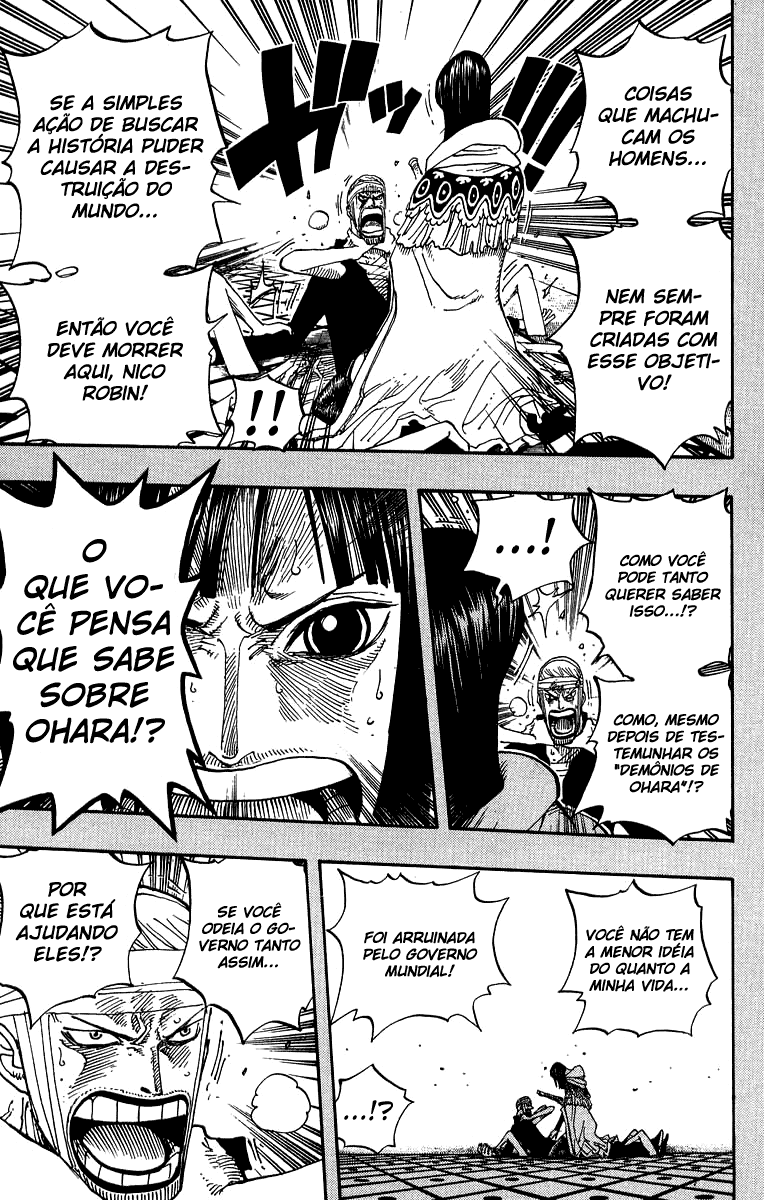 COISAS
QUE MACHU-
CAM OS
HOMENS...
NEM SEM-
PRE FORAM
CRIADAS COM
ESSE OBJETI-
VO!
ガッ!!!
SE A SIMPLES
AÇÃO DE BUSCAR
A HISTÓRIA PUDER
CAUSAR A DES-
TRUIÇÃO DO
MUNDO...
ENTÃO VOCÊ
DEVE MORRER
AQUI, NICO
ROBIN!
!!
COMO VOCÊ
PODE TANTO
QUERER SABER
ISSO...!?
COMO, MESMO
DEPOIS DE TES-
TEMUNHAR OS
"DEMÔNIOS DE
OHARA"!?
...!
O
QUE VO-
CÊ PENSA
QUE SABE
SOBRE
OHARA!?
VOCÊ NÃO TEM
A MENOR IDÉIA
DO QUANTO A
MINHA VIDA...
FOI ARRUINADA
PELO GOVERNO
MUNDIAL!
...!?
SE VOCÊ
ODEIA O GO-
VERNO TANTO
ASSIM...
POR
QUE ESTÁ
AJUDANDO
ELES!?